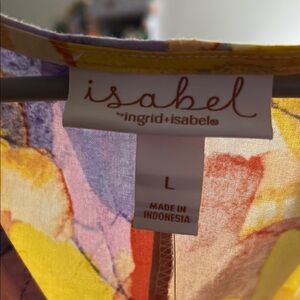 isabel
by ingrid+isabel®
L
MADE IN
INDONESIA